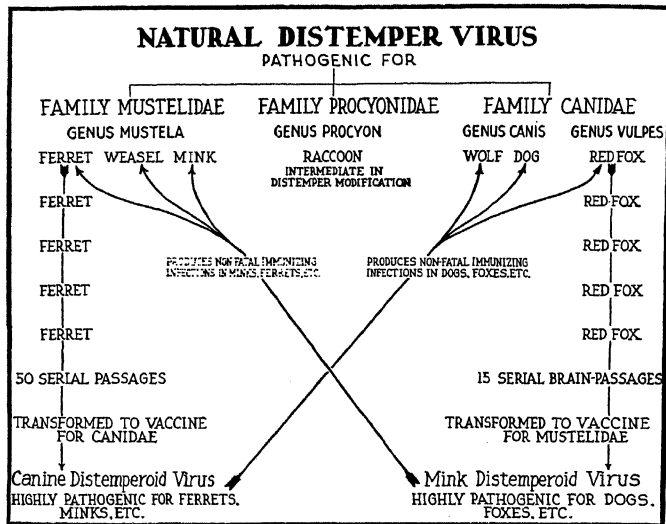 NATURAL DISTEMPER VIRUS
PATHOGENIC FOR
FAMILY MUSTELIDAE
FAMILY PROCYONIDAE
FAMILY CANIDAE
GENUS MUSTELA
GENUS PROCYON
GENUS CANIS
GENUS VULPES
FERRET WEASEL MINK
RACCOON
WOLF DOG
RED FOX
INTERMEDIATE IN
DISTEMPER MODIFICATION
FERRET
RED FOX
FERRET
RED FOX
PRODUCES NON-FATAL IMMUNIZING
INFECTIONS IN MINKS, FERRETS, ETC.
PRODUCES NON-FATAL IMMUNIZING
INFECTIONS IN DOGS, FOXES, ETC.
FERRET
RED FOX
FERRET
RED FOX
50 SERIAL PASSAGES
15 SERIAL BRAIN-PASSAGES
TRANSFORMED TO VACCINE
FOR CANIDAE
TRANSFORMED TO VACCINE
FOR MUSTELIDAE
Canine Distemperoid Virus
HIGHLY PATHOGENIC FOR FERRETS,
MINKS, ETC.
Mink Distemperoid Virus
HIGHLY PATHOGENIC FOR DOGS,
FOXES, ETC.